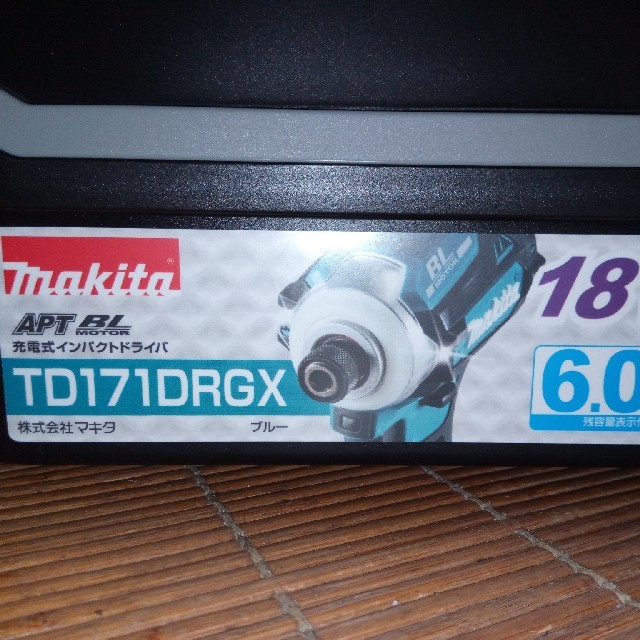 makita
APT BL
MOTOR
充電式インパクトドライバ
TD171DRGX
株式会社マキタ ブルー
BL
MOTOR
makita
18
6.0
残容量表示